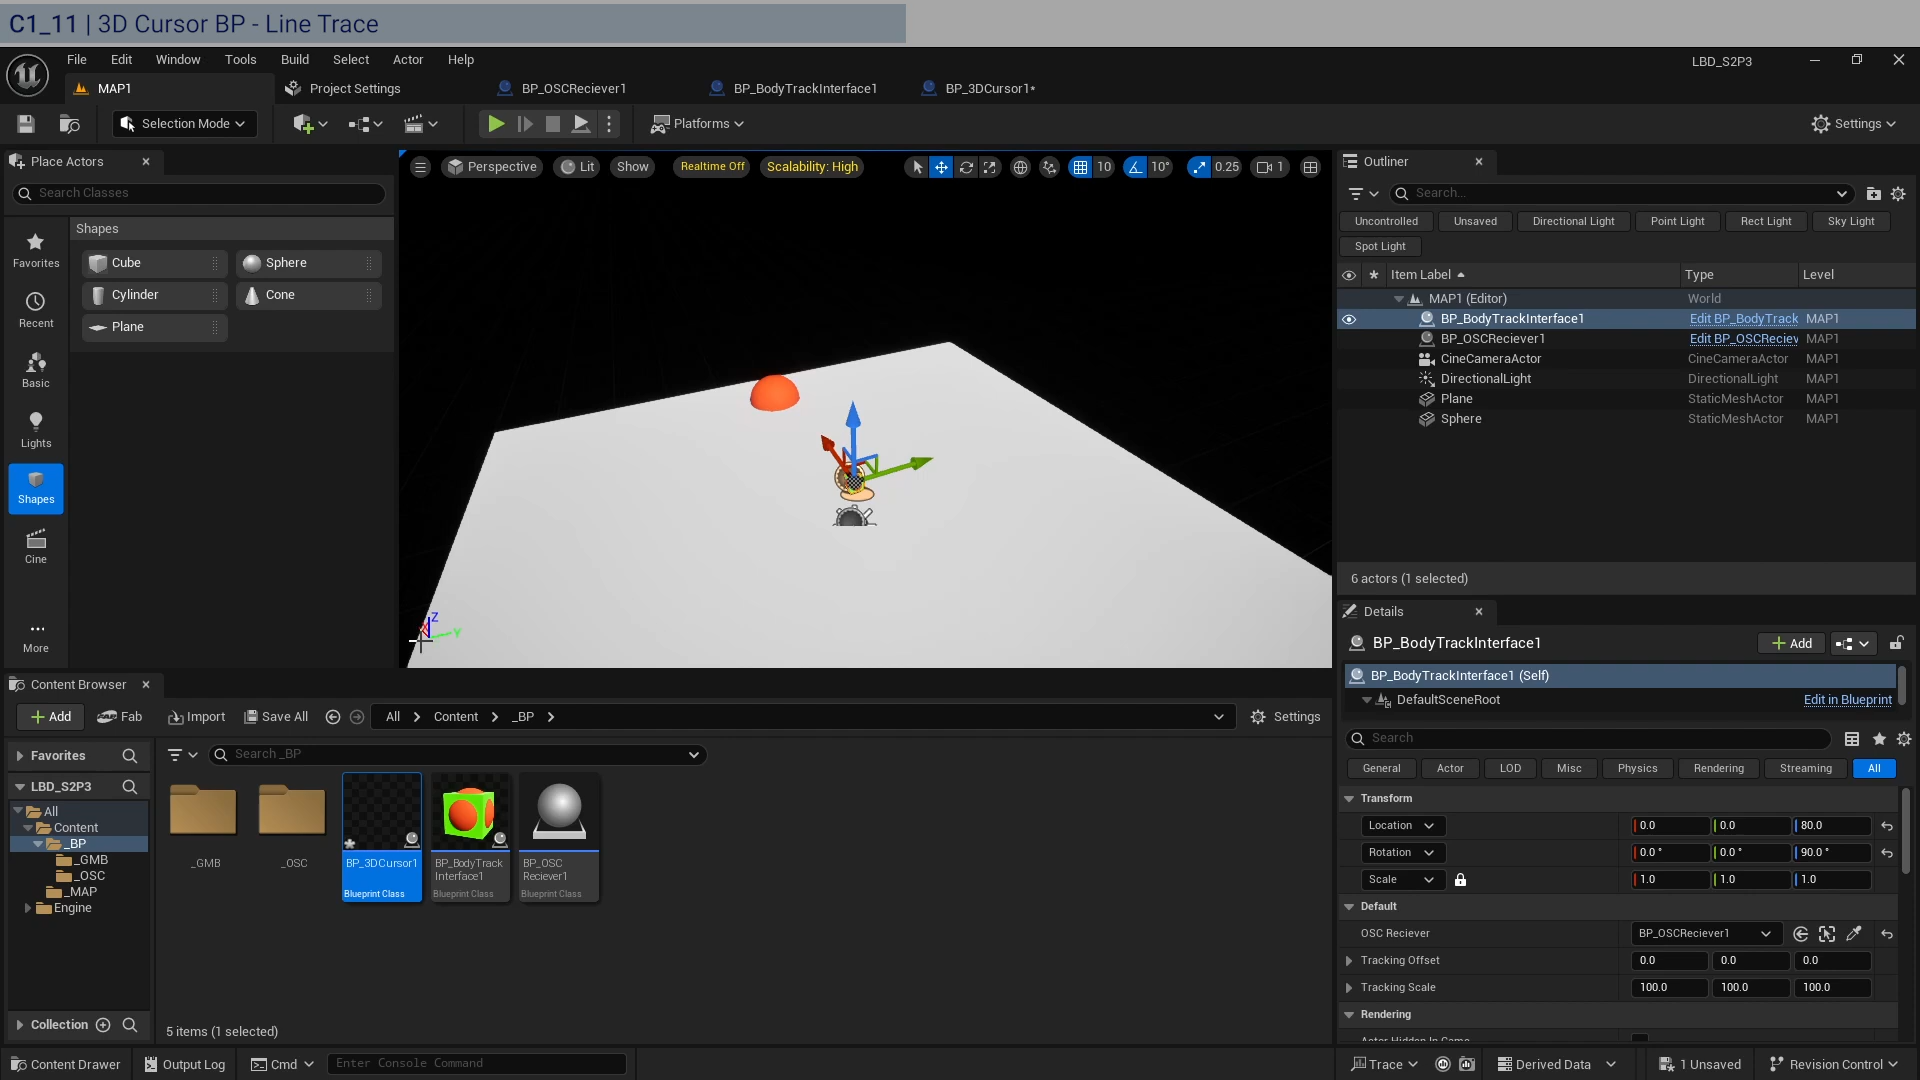 C1_11 | 3D Cursor BP - Line Trace
File Edit Window Tools Build Select Actor Help
LBD_S2P3
MAP1 Project Settings BP_OSCReciever1 BP_BodyTrackInterface1 BP_3DCursor1*
Selection Mode Platforms Settings
Place Actors
Search Classes
Shapes
Cube Sphere
Cylinder Cone
Plane
Favorites
Recent
Basic
Lights
Shapes
Cine
More
Perspective Lit Show Realtime Off Scalability: High 10 10° 0.25 1
Z
Y
Outliner
Search...
Uncontrolled Unsaved Directional Light Point Light Rect Light Sky Light
Spot Light
Item Label Type Level
MAP1 (Editor) World
BP_BodyTrackInterface1 Edit BP_BodyTrack MAP1
BP_OSCReciever1 Edit BP_OSCReciev MAP1
CineCameraActor CineCameraActor MAP1
DirectionalLight DirectionalLight MAP1
Plane StaticMeshActor MAP1
Sphere StaticMeshActor MAP1
6 actors (1 selected)
Details
BP_BodyTrackInterface1 Add
BP_BodyTrackInterface1 (Self)
DefaultSceneRoot Edit in Blueprint
Search
General Actor LOD Misc Physics Rendering Streaming All
Transform
Location 0.0 0.0 80.0
Rotation 0.0 ° 0.0 ° 90.0 °
Scale 1.0 1.0 1.0
Default
OSC Reciever BP_OSCReciever1
Tracking Offset 0.0 0.0 0.0
Tracking Scale 100.0 100.0 100.0
Rendering
Actor Hidden In Game
Content Browser
Add Fab Import Save All All Content _BP Settings
Favorites
Search _BP
LBD_S2P3
All
Content
_BP
_GMB
_OSC
_MAP
Engine
Collection
_GMB
_OSC
BP_3DCursor1
Blueprint Class
BP_BodyTrack
Interface1
Blueprint Class
BP_OSC
Reciever1
Blueprint Class
5 items (1 selected)
Content Drawer Output Log Cmd Enter Console Command Trace Derived Data 1 Unsaved Revision Control